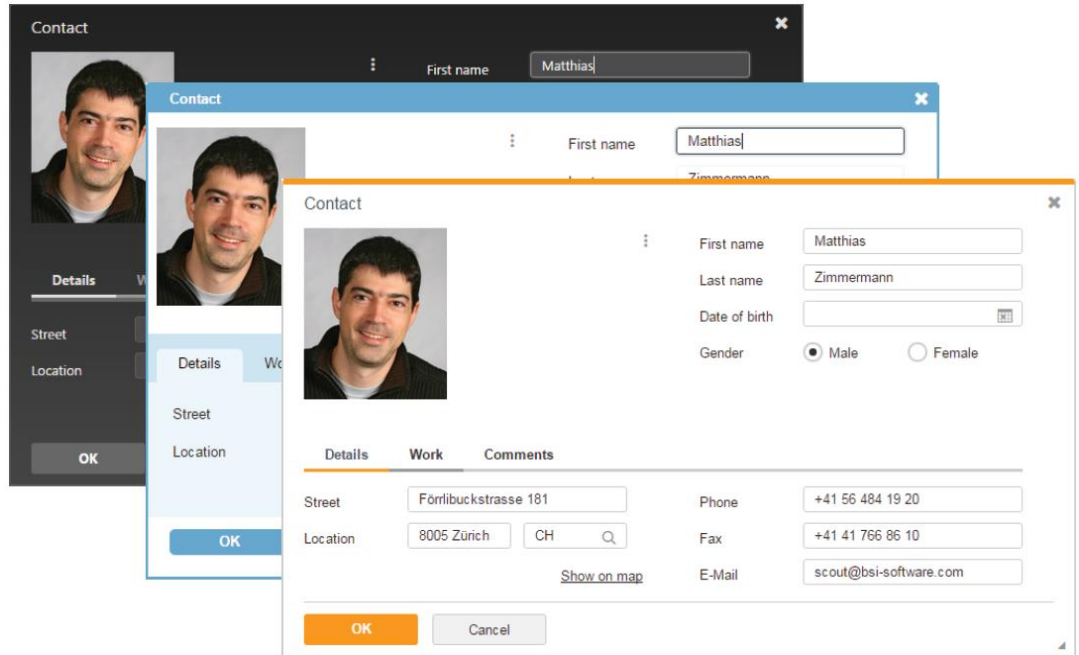 Contact
First name Matthias
Details
Street
Location
OK
Contact
First name Matthias
Zimmermann
Details
Street
Location
OK
Contact
First name Matthias
Last name Zimmermann
Date of birth
Gender Male Female
Details Work Comments
Street Förrlibuckstrasse 181 Phone +41 56 484 19 20
Location 8005 Zürich CH Fax +41 41 766 86 10
Show on map E-Mail scout@bsi-software.com
OK Cancel